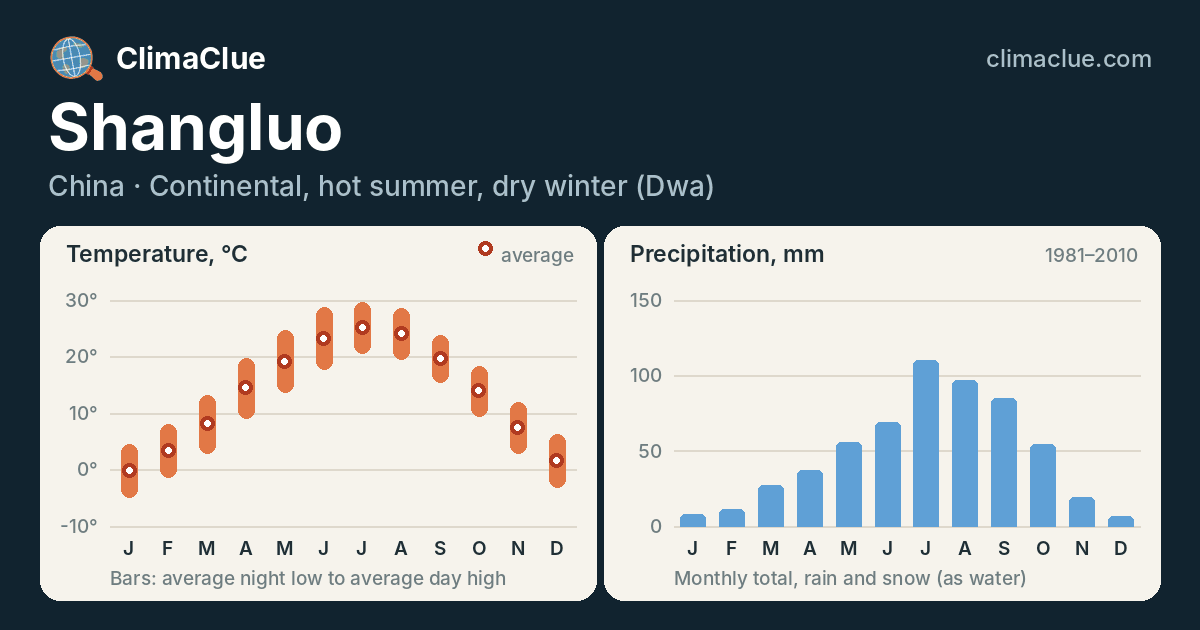 ClimaClue
climaclue.com
Shangluo
China · Continental, hot summer, dry winter (Dwa)
Temperature, °C
average
30°
20°
10°
0°
-10°
J F M A M J J A S O N D
Bars: average night low to average day high
Precipitation, mm
1981–2010
150
100
50
0
J F M A M J J A S O N D
Monthly total, rain and snow (as water)